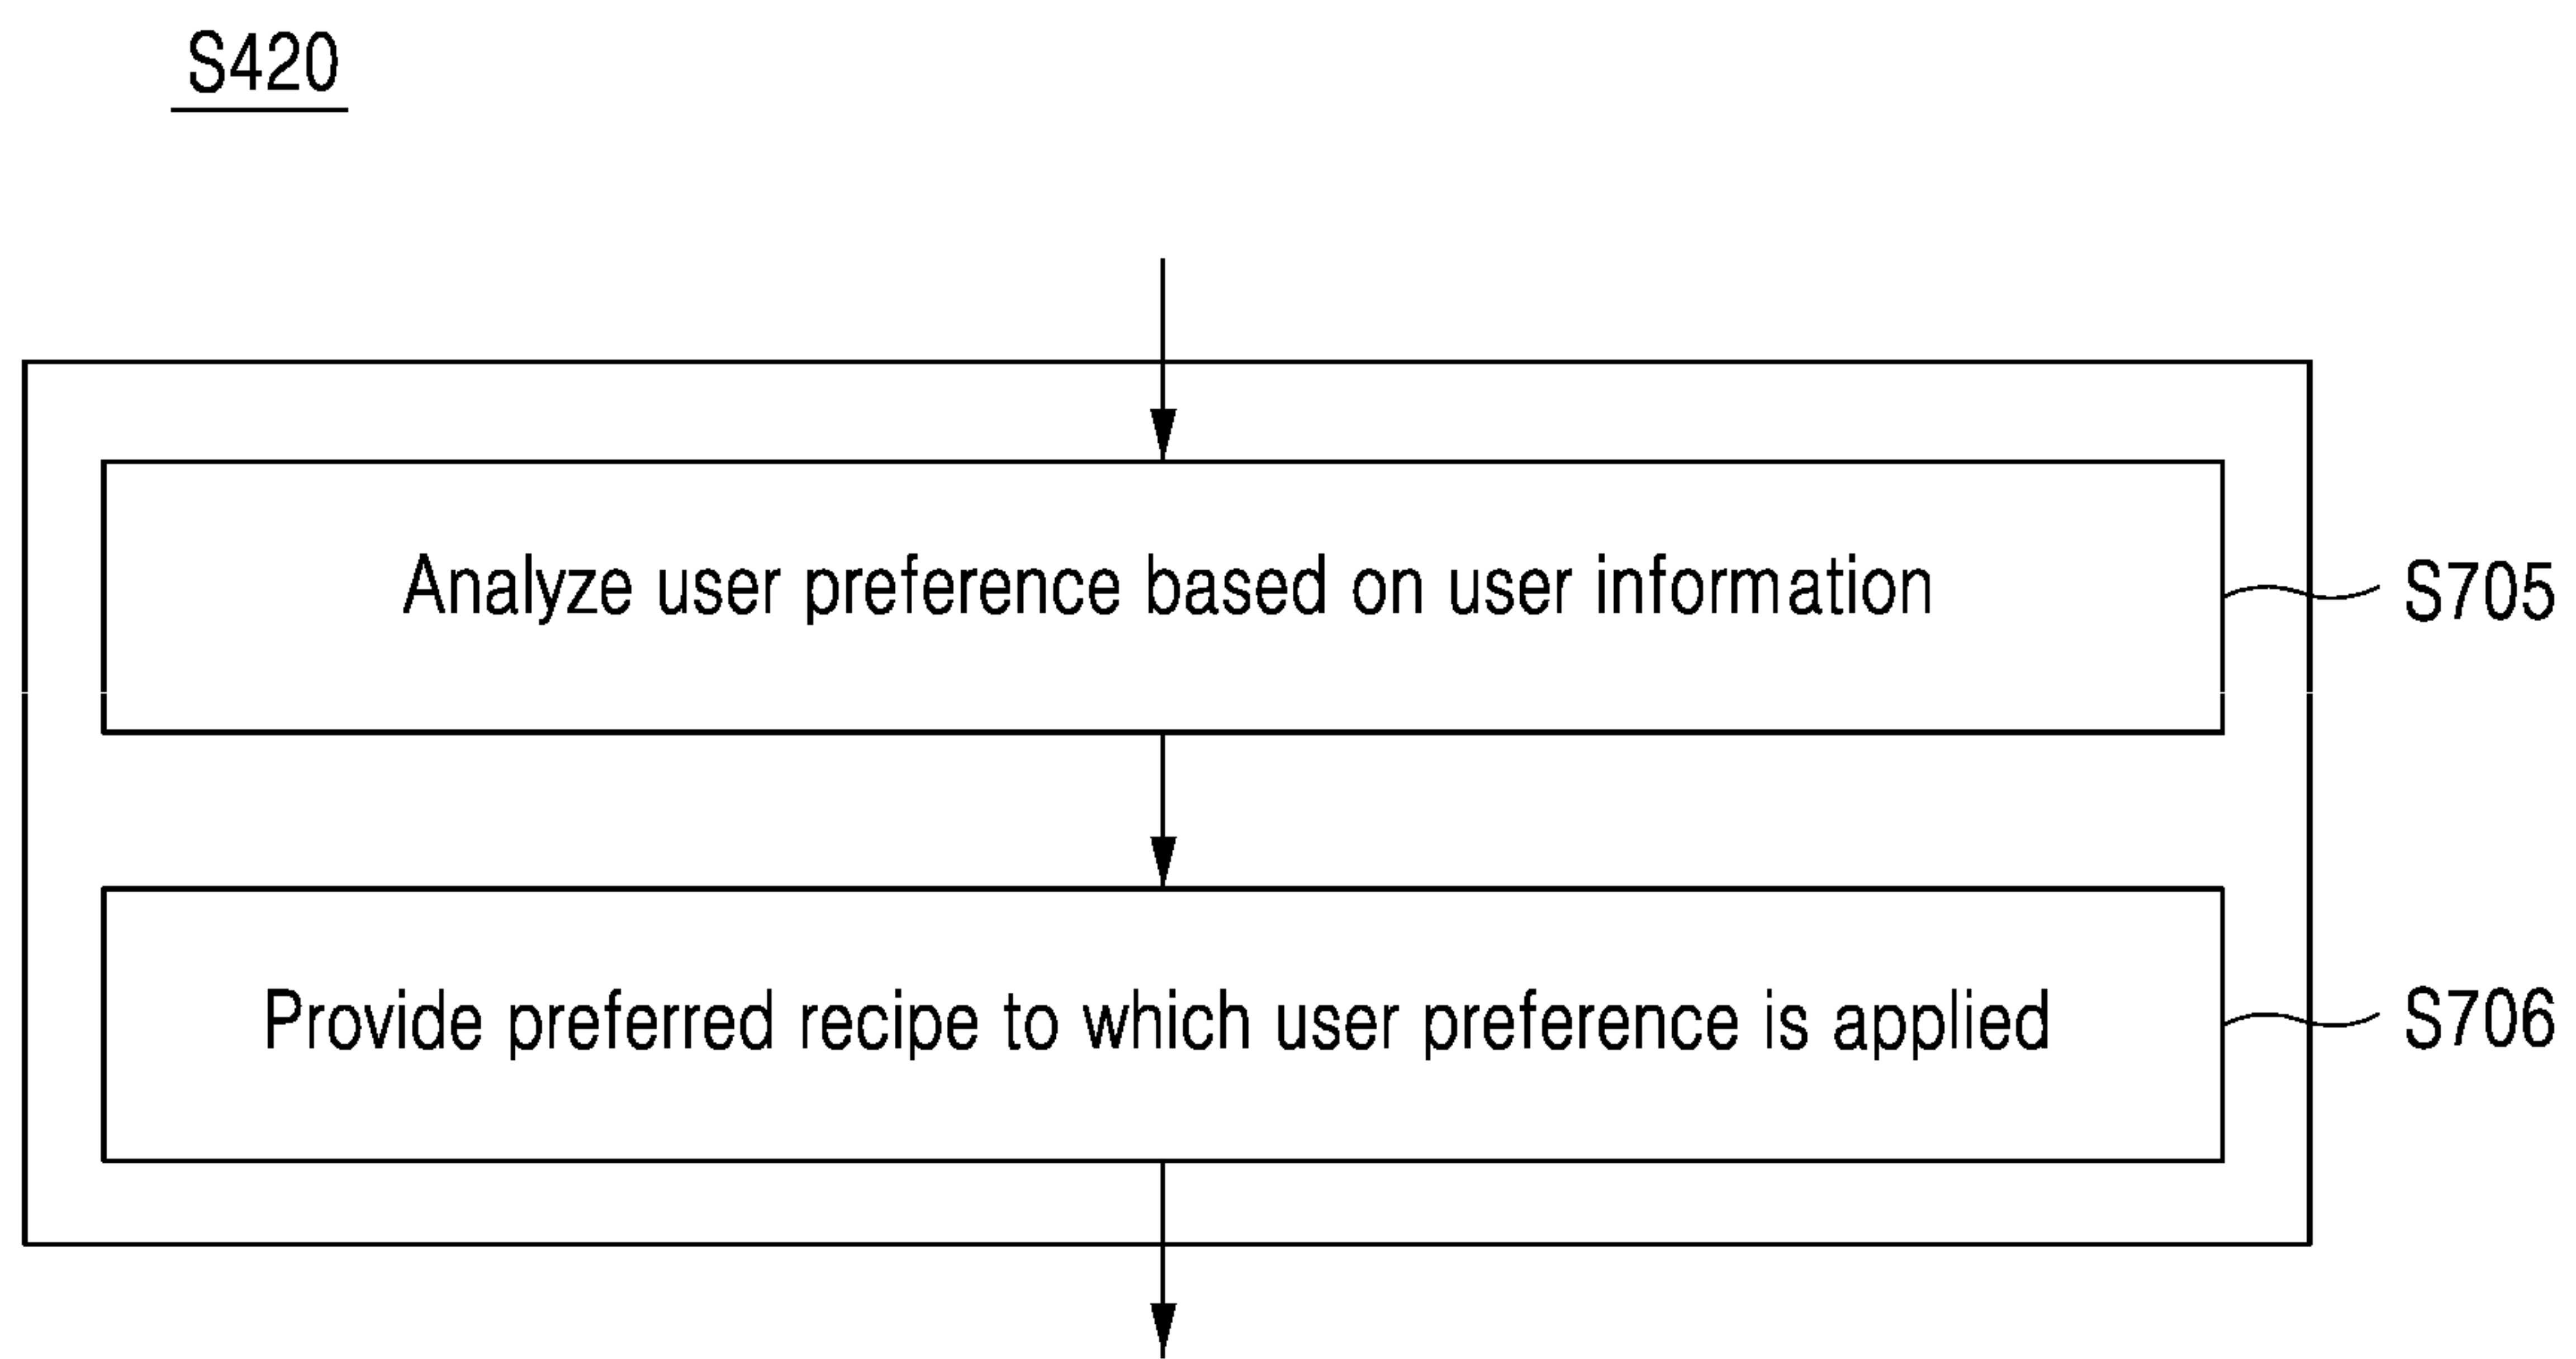 S420
Analyze user preference based on user information
S705
Provide preferred recipe to which user preference is applied
S706